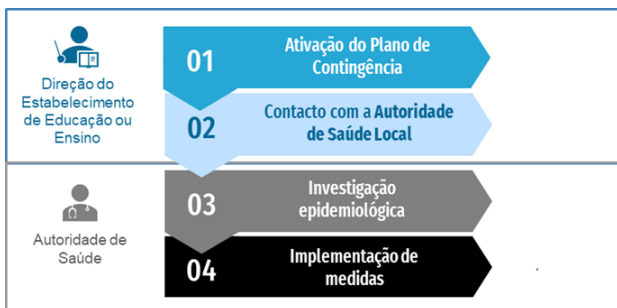 Direção do
Estabelecimento
de Educação ou
Ensino
01
Ativação do Plano de
Contingência
02
Contacto com a Autoridade
de Saúde Local
Autoridade de
Saúde
03
Investigação
epidemiológica
04
Implementação de
medidas
.